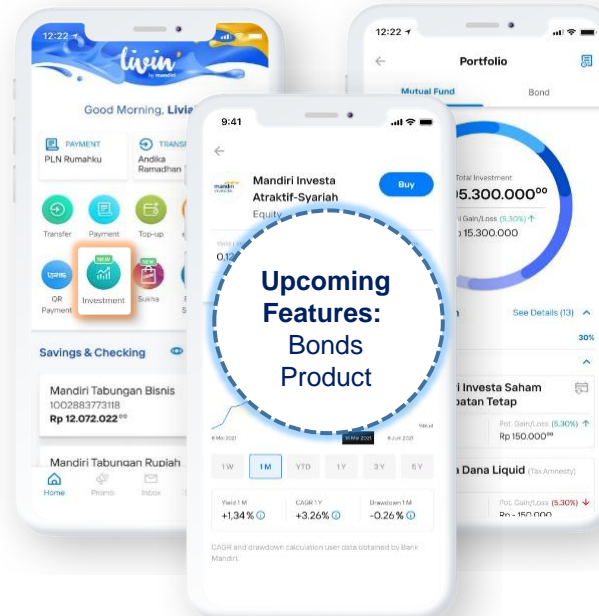 12:22
livin'
by mandiri
Good Morning, Livia
PAYMENT
PLN Rumahku
TRANSF
Andika
Ramadhan
Transfer
Payment
Top-up
NEW
NEW
QRIS
QR
Payment
Investment
Sukha
Savings & Checking
Mandiri Tabungan Bisnis
1002883773118
Rp 12.072.022⁰⁰
Mandiri Tabungan Rupiah
Home
Promo
Inbox
9:41
mandiri
Mandiri Investa
Atraktif-Syariah
Equity
Buy
Upcoming
Features:
Bonds
Product
8 Mei 2021
8 Jun 2021
1W
1M
YTD
1Y
3Y
5Y
Yield 1 M
+1,34%
CAGR 1 Y
+3.26%
Drawdown 1 M
-0.26%
CAGR and drawdown calculation user data obtained by Bank
Mandiri.
12:22
Portfolio
Mutual Fund
Bond
Total Investment
5.300.000⁰⁰
Gain/Loss (5,30%) ↑
15.300.000
See Details (13)
30%
Investa Saham
patan Tetap
Pot. Gain/Loss (5,30%) ↑
Rp 150.000⁰⁰
Dana Liquid (Tax Amnesty)
Pot. Gain/Loss (5,30%) ↓
Rp - 150.000